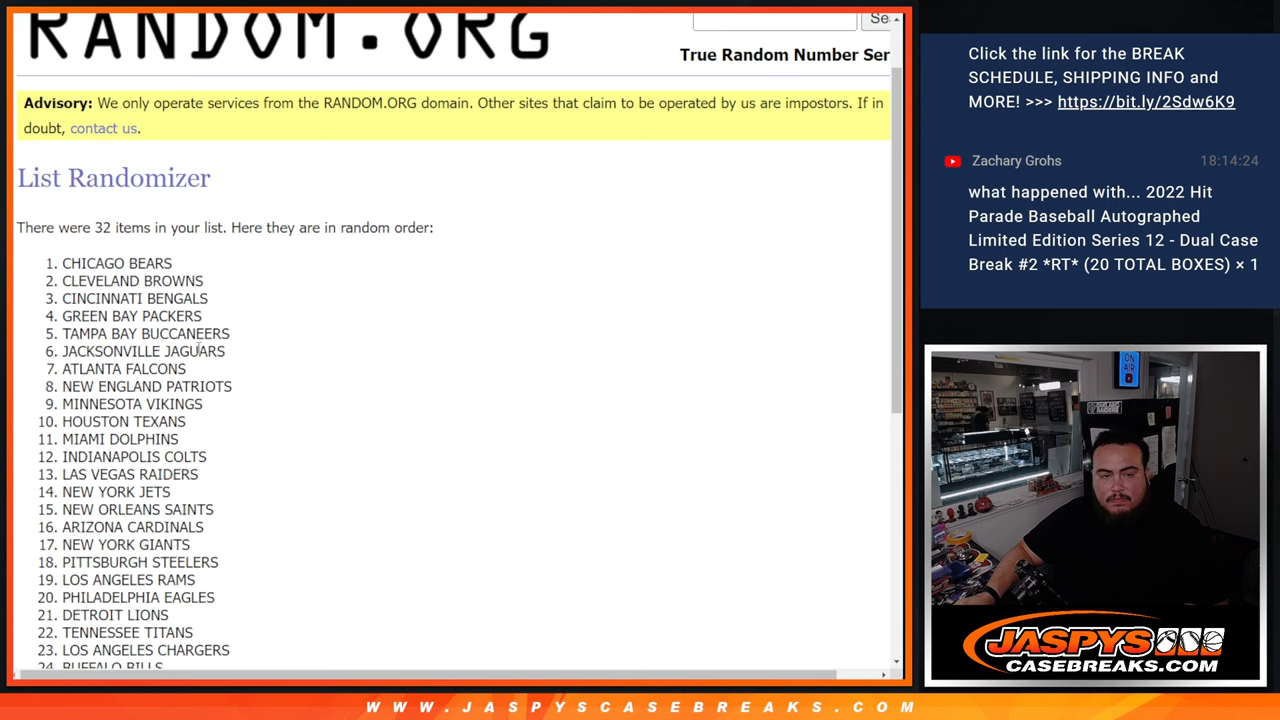 RANDOM.ORG
Se
True Random Number Ser
Advisory: We only operate services from the RANDOM.ORG domain. Other sites that claim to be operated by us are impostors. If in
doubt, contact us.
List Randomizer
There were 32 items in your list. Here they are in random order:
1. CHICAGO BEARS
2. CLEVELAND BROWNS
3. CINCINNATI BENGALS
4. GREEN BAY PACKERS
5. TAMPA BAY BUCCANEERS
6. JACKSONVILLE JAGUARS
7. ATLANTA FALCONS
8. NEW ENGLAND PATRIOTS
9. MINNESOTA VIKINGS
10. HOUSTON TEXANS
11. MIAMI DOLPHINS
12. INDIANAPOLIS COLTS
13. LAS VEGAS RAIDERS
14. NEW YORK JETS
15. NEW ORLEANS SAINTS
16. ARIZONA CARDINALS
17. NEW YORK GIANTS
18. PITTSBURGH STEELERS
19. LOS ANGELES RAMS
20. PHILADELPHIA EAGLES
21. DETROIT LIONS
22. TENNESSEE TITANS
23. LOS ANGELES CHARGERS
24. BUFFALO BILLS
Click the link for the BREAK
SCHEDULE, SHIPPING INFO and
MORE! >>> https://bit.ly/2Sdw6K9
Zachary Grohs 18:14:24
what happened with... 2022 Hit
Parade Baseball Autographed
Limited Edition Series 12 - Dual Case
Break #2 *RT* (20 TOTAL BOXES) × 1
ON
AIR
JASPYS
CASEBREAKS.COM
WWW.JASPYSCASEBREAKS.COM